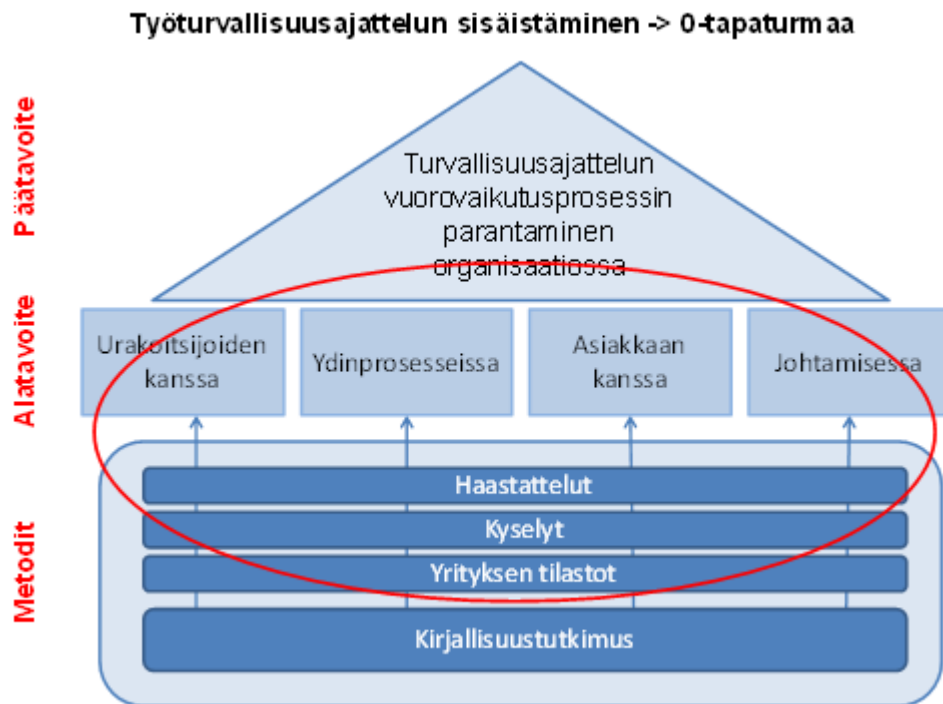 Työturvallisuusajattelun sisäistäminen -> 0-tapaturmaa
Päätavoite
Turvallisuusajattelun
vuorovaikutusprosessin
parantaminen
organisaatiossa
Alatavoite
Urakoitsijoiden
kanssa
Ydinprosesseissa
Asiakkaan
kanssa
Johtamisessa
Metodit
Haastattelut
Kyselyt
Yrityksen tilastot
Kirjallisuustutkimus